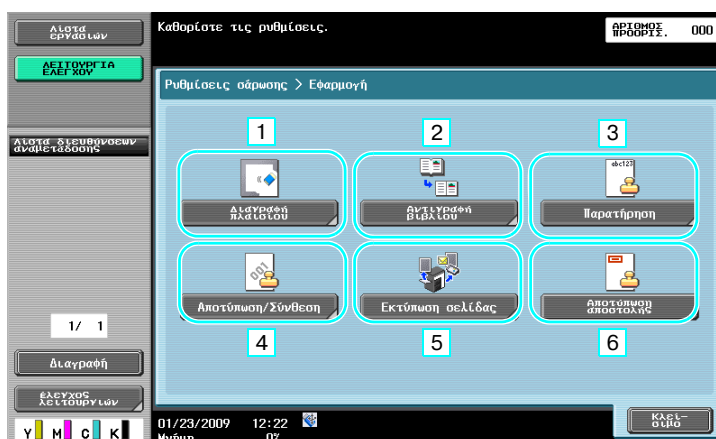 Λίστα
εργασιών
Καθορίστε τις ρυθμίσεις.
ΑΡΙΘΜΟΣ
ΠΡΟΟΡΙΣ. 000
ΛΕΙΤΟΥΡΓΙΑ
ΕΛΕΓΧΟΥ
Ρυθμίσεις σάρωσης > Εφαρμογή
Λίστα διευθύνσεων
αναμετάδοσης
1
2
3
abc123
Διαγραφή
πλαισίου
Αντιγραφή
βιβλίου
Παρατήρηση
001
Αποτύπωση/Σύνθεση
Εκτύπωση σελίδας
Αποτύπωση
αποστολής
4
5
6
1/ 1
Διαγραφή
έλεγχος
λειτουργιών
Κλεί-
σιμο
01/23/2009 12:22
Μνήμη 0%
Y M C K